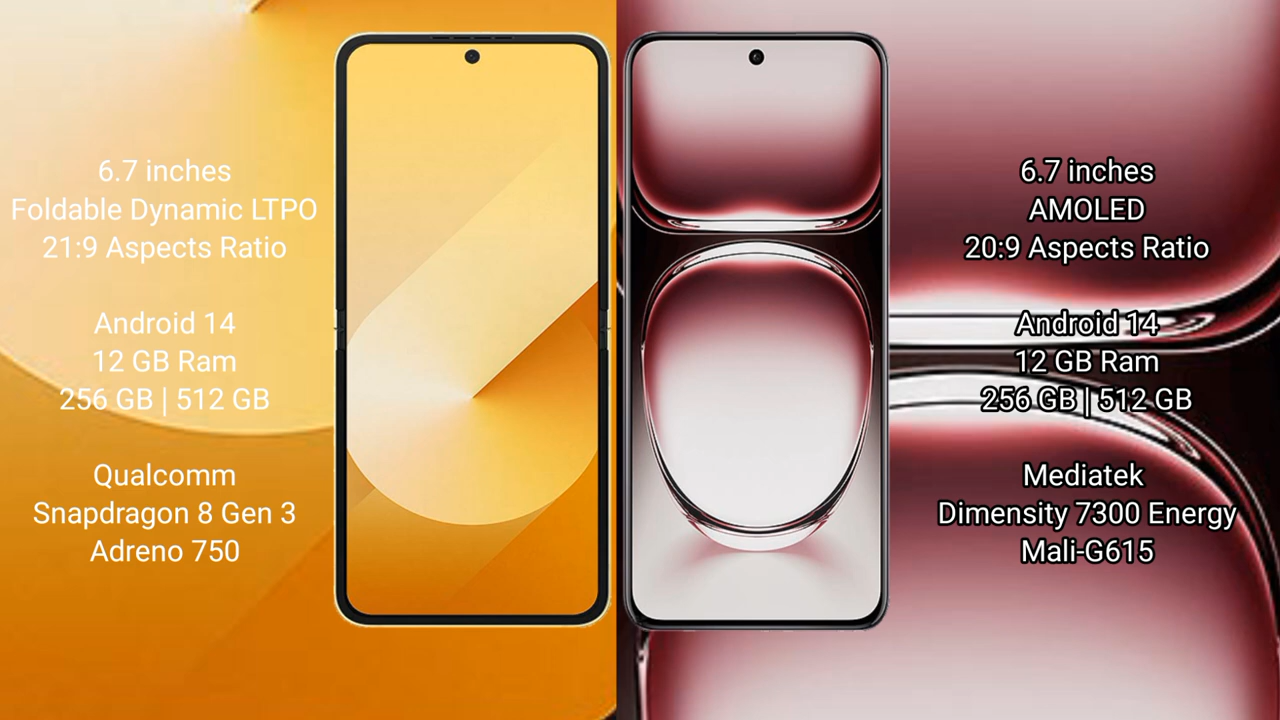 6.7 inches
Foldable Dynamic LTPO
21:9 Aspects Ratio
Android 14
12 GB Ram
256 GB | 512 GB
Qualcomm
Snapdragon 8 Gen 3
Adreno 750
6.7 inches
AMOLED
20:9 Aspects Ratio
Android 14
12 GB Ram
256 GB | 512 GB
Mediatek
Dimensity 7300 Energy
Mali-G615